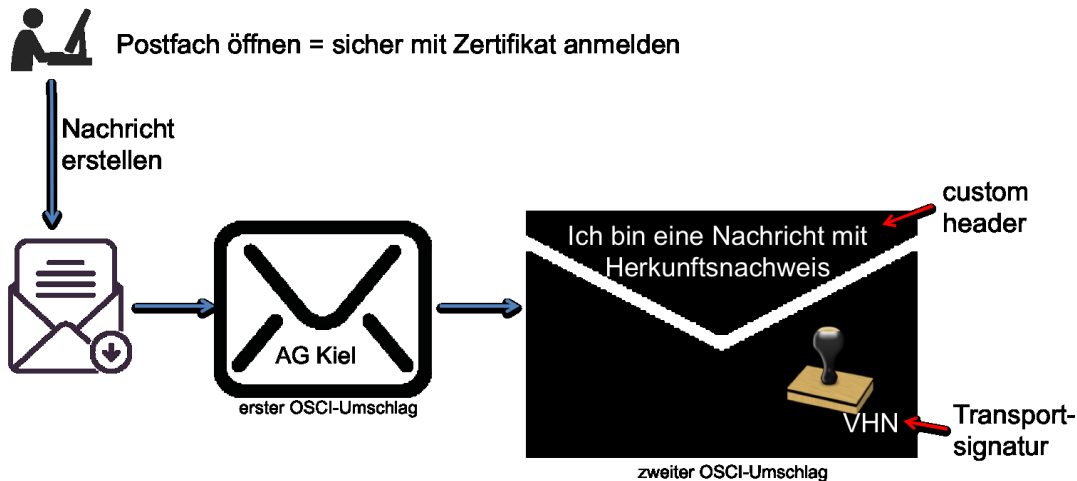 Postfach öffnen = sicher mit Zertifikat anmelden
Nachricht
erstellen
AG Kiel
erster OSCI-Umschlag
Ich bin eine Nachricht mit
Herkunftsnachweis
custom
header
VHN
Transport-
signatur
zweiter OSCI-Umschlag